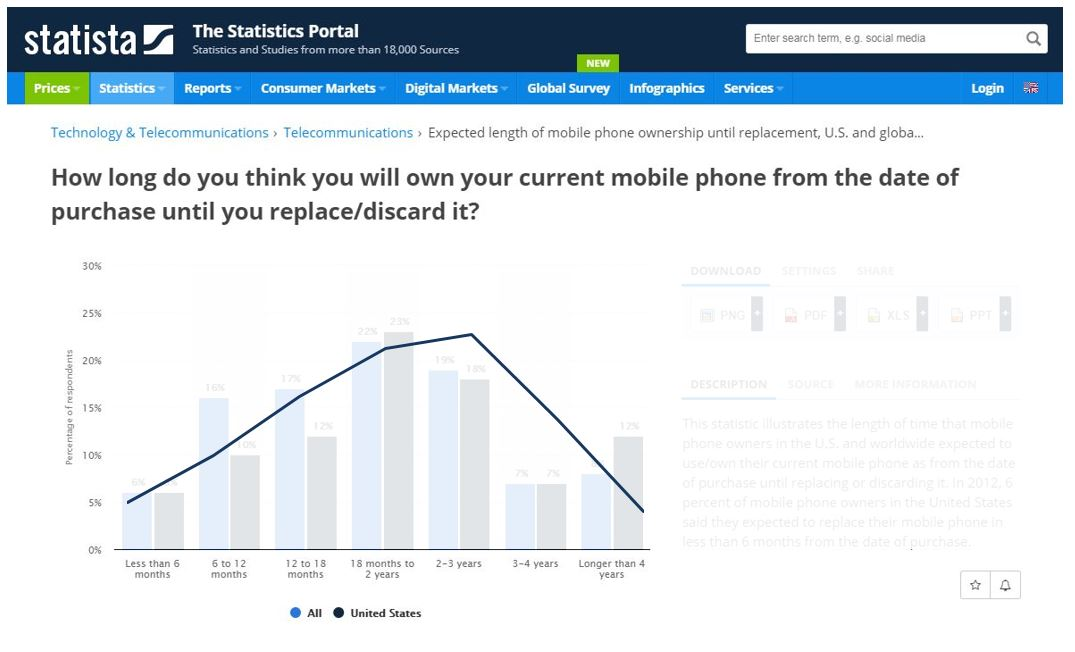 statista
The Statistics Portal
Statistics and Studies from more than 18,000 Sources
Enter search term, e.g. social media
NEW
Prices Statistics Reports Consumer Markets Digital Markets Global Survey Infographics Services Login
Technology & Telecommunications › Telecommunications › Expected length of mobile phone ownership until replacement, U.S. and globa...
How long do you think you will own your current mobile phone from the date of
purchase until you replace/discard it?
Percentage of respondents
30%
25%
20%
15%
10%
5%
0%
6%
16%
17% 12%
22% 23%
19% 18%
7% 7%
12%
Less than 6
months
6 to 12
months
12 to 18
months
18 months to
2 years
2–3 years
3–4 years
Longer than 4
years
All United States
DOWNLOAD SETTINGS SHARE
PNG + PDF + XLS + PPT +
DESCRIPTION SOURCE MORE INFORMATION
This statistic illustrates the length of time that mobile
phone owners in the U.S. and worldwide expected to
use/own their current mobile phone as from the date
of purchase until replacing or discarding it. In 2012, 6
percent of mobile phone owners in the United States
said they expected to replace their mobile phone in
less than 6 months from the date of purchase.